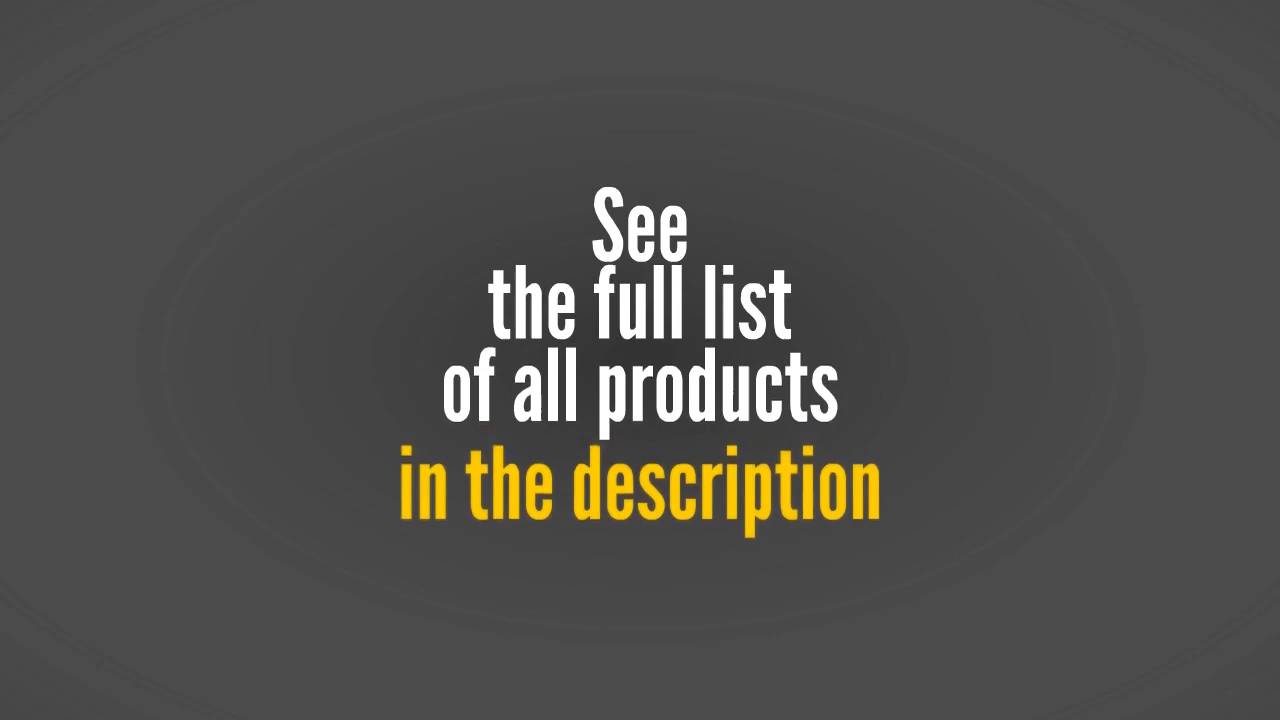 See
the full list
of all products
in the description